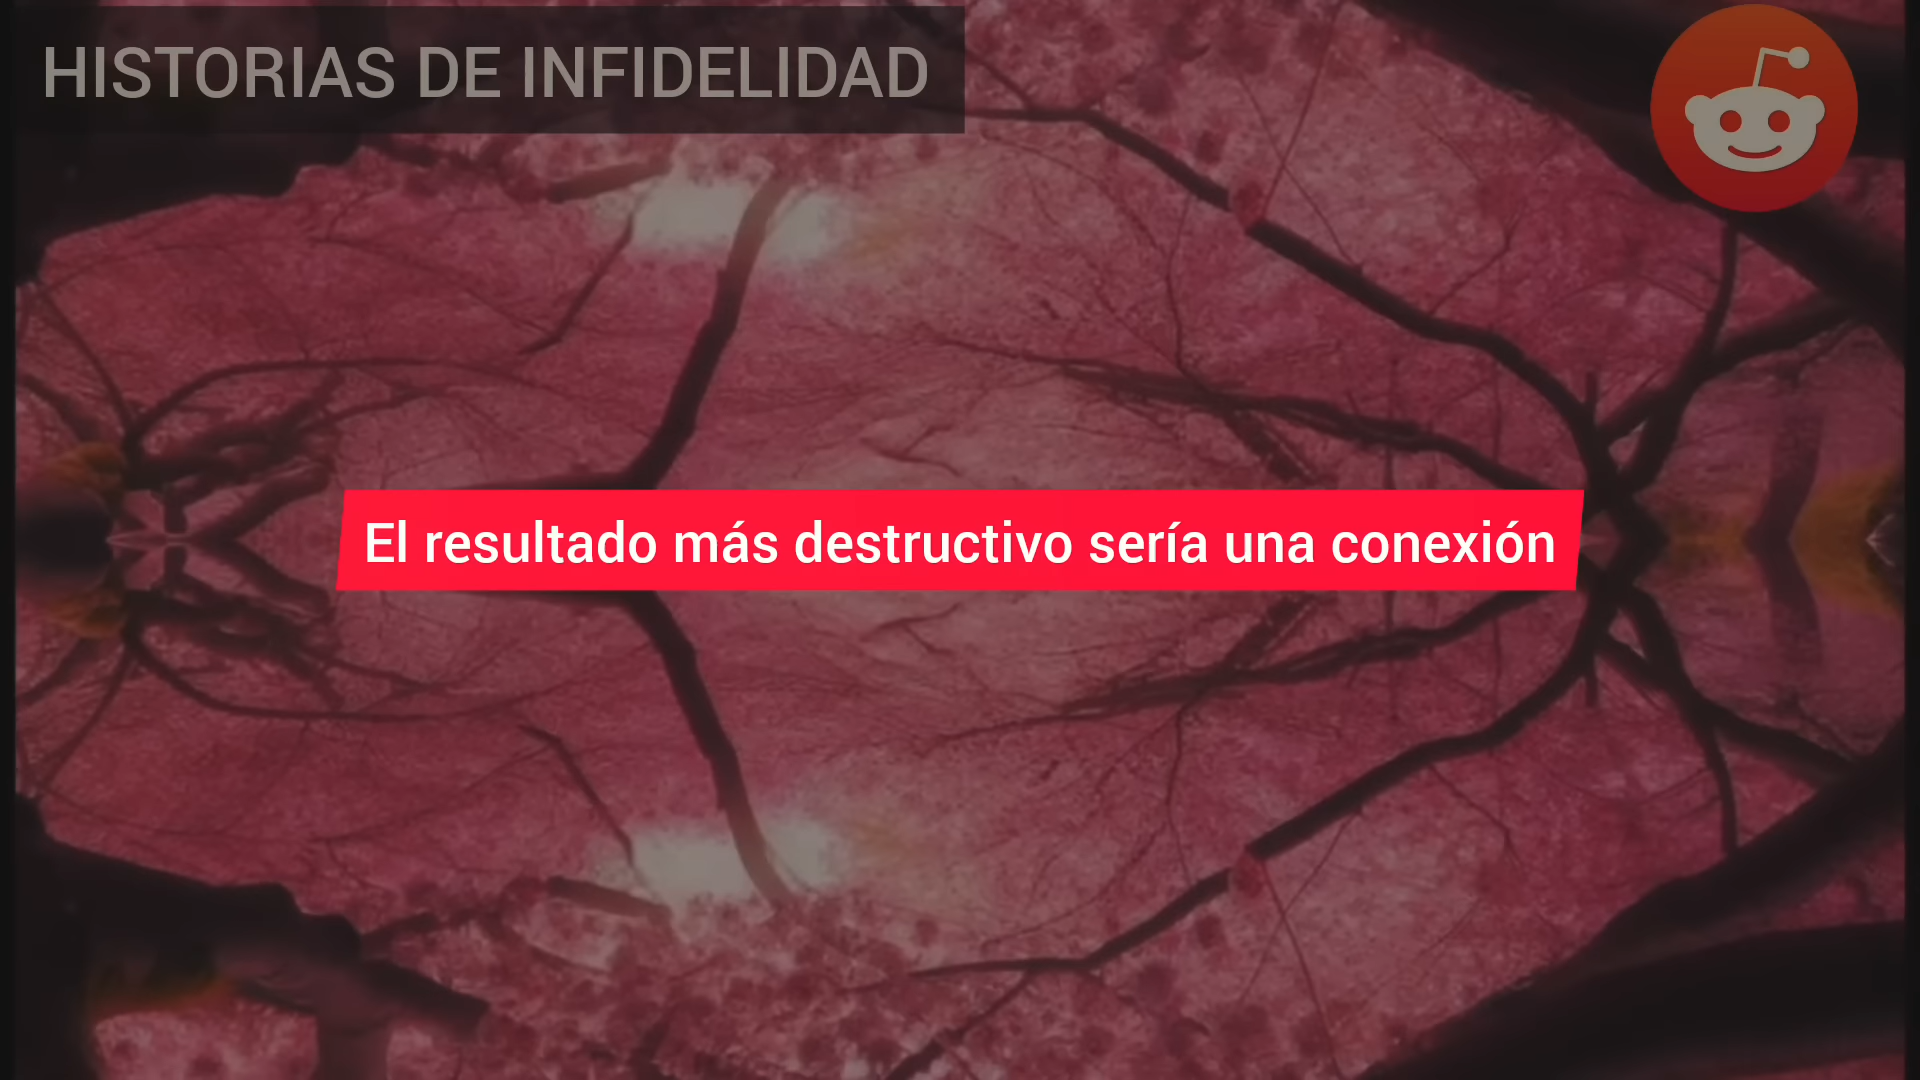 HISTORIAS DE INFIDELIDAD
El resultado más destructivo sería una conexión